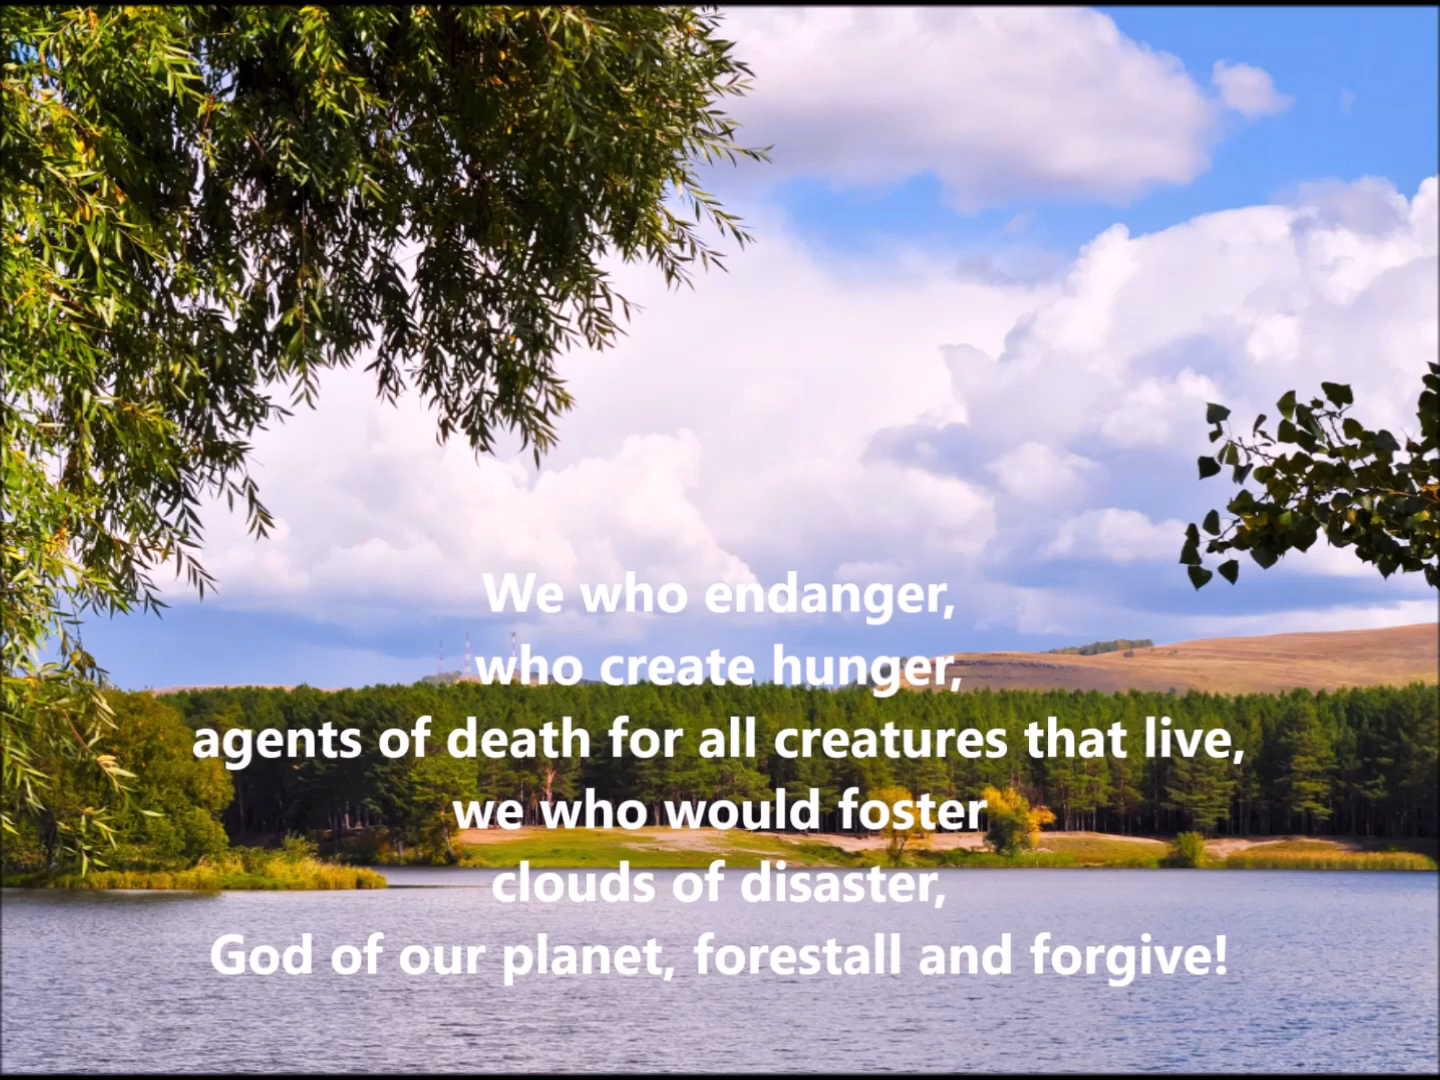 We who endanger,
who create hunger,
agents of death for all creatures that live,
we who would foster
clouds of disaster,
God of our planet, forestall and forgive!